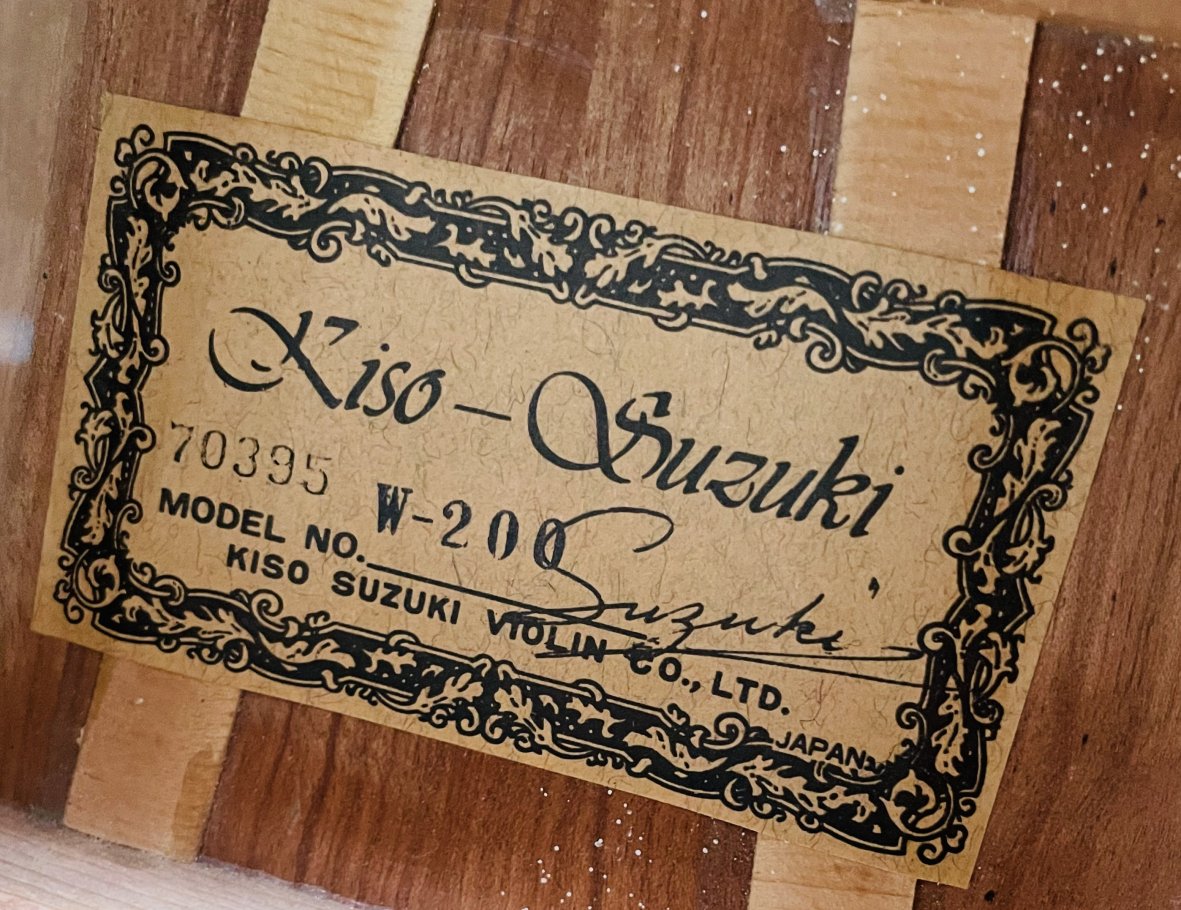 Kiso-Suzuki
70395
MODEL NO. W-200
Suzuki
KISO SUZUKI VIOLIN CO., LTD.
JAPAN